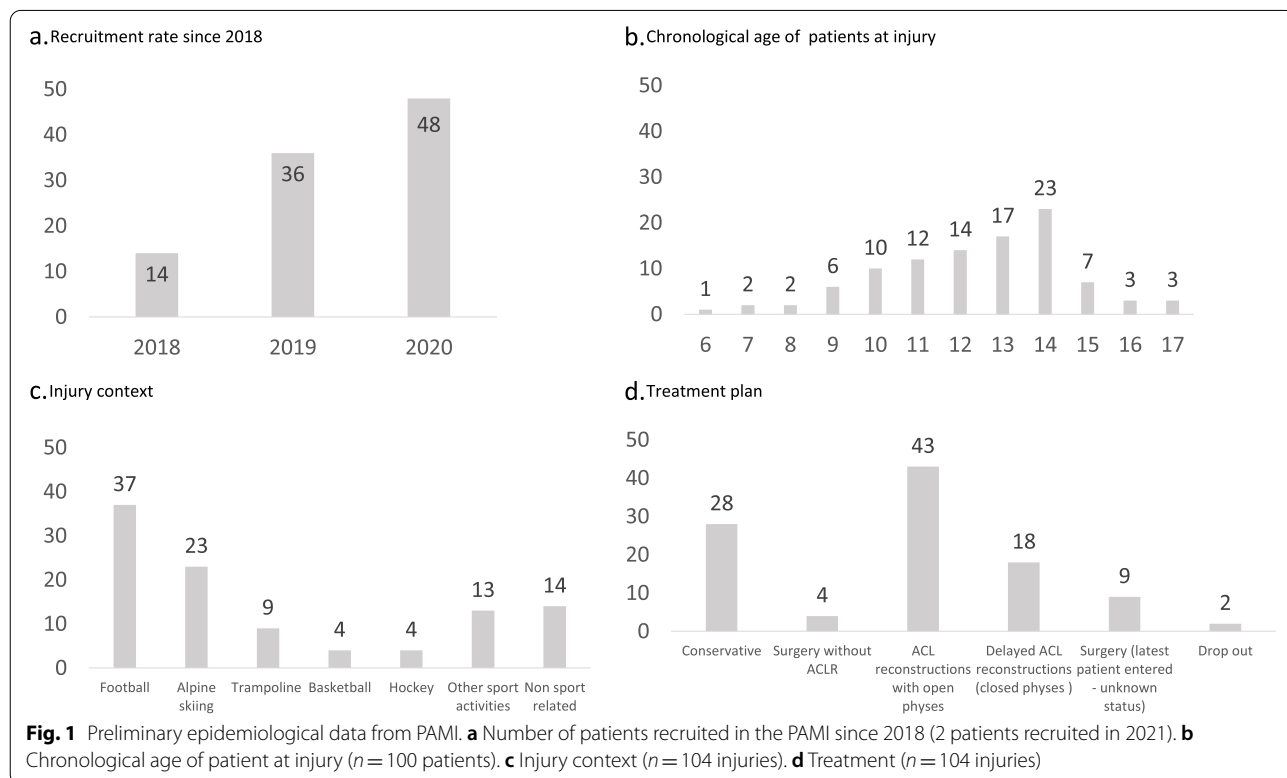 a. Recruitment rate since 2018
50
40
30
20
10
0
14
36
48
2018 2019 2020
b. Chronological age of patients at injury
50
40
30
20
10
0
1 2 2 6 10 12 14 17 23 7 3 3
6 7 8 9 10 11 12 13 14 15 16 17
c. Injury context
50
40
30
20
10
0
37 23 9 4 4 13 14
Football
Alpine
skiing
Trampoline
Basketball
Hockey
Other sport
activities
Non sport
related
d. Treatment plan
50
40
30
20
10
0
28 4 43 18 9 2
Conservative
Surgery without
ACLR
ACL
reconstructions
with open
physes
Delayed ACL
reconstructions
(closed physes )
Surgery (latest
patient entered
- unknown
status)
Drop out
Fig. 1 Preliminary epidemiological data from PAMI. a Number of patients recruited in the PAMI since 2018 (2 patients recruited in 2021). b
Chronological age of patient at injury (n = 100 patients). c Injury context (n = 104 injuries). d Treatment (n = 104 injuries)